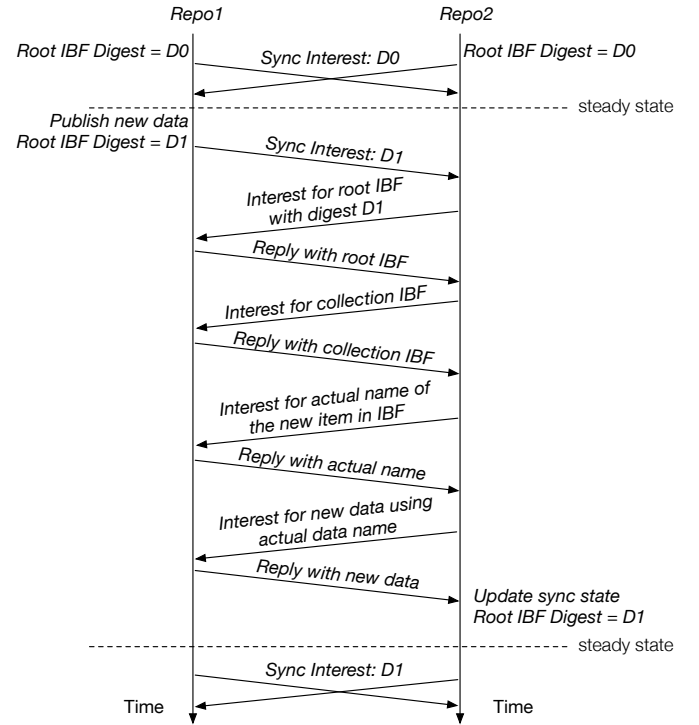 Repo1
Repo2
Root IBF Digest = D0
Sync Interest: D0
Root IBF Digest = D0
steady state
Publish new data
Root IBF Digest = D1
Sync Interest: D1
Interest for root IBF
with digest D1
Reply with root IBF
Interest for collection IBF
Reply with collection IBF
Interest for actual name of
the new item in IBF
Reply with actual name
Interest for new data using
actual data name
Reply with new data
Update sync state
Root IBF Digest = D1
steady state
Sync Interest: D1
Time
Time